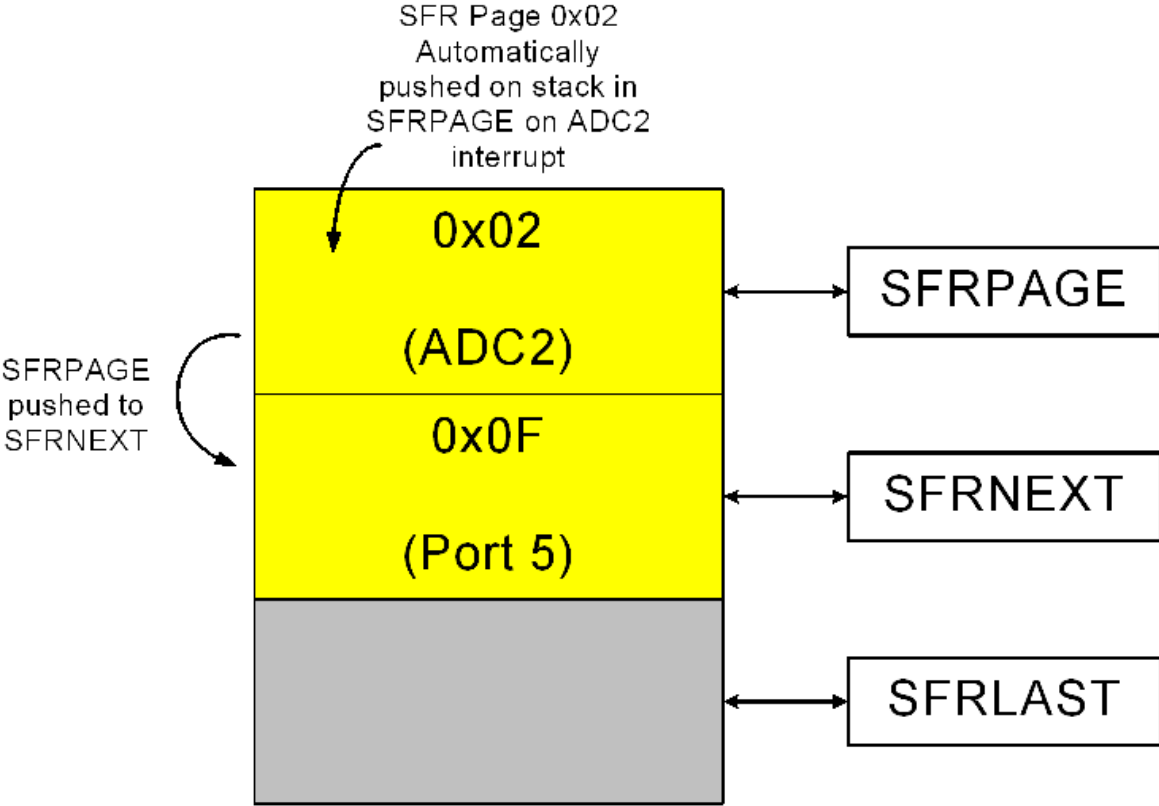 SFR Page 0x02
Automatically
pushed on stack in
SFRPAGE on ADC2
interrupt
0x02
(ADC2)
SFRPAGE
SFRPAGE
pushed to
SFRNEXT
0x0F
(Port 5)
SFRNEXT
SFRLAST